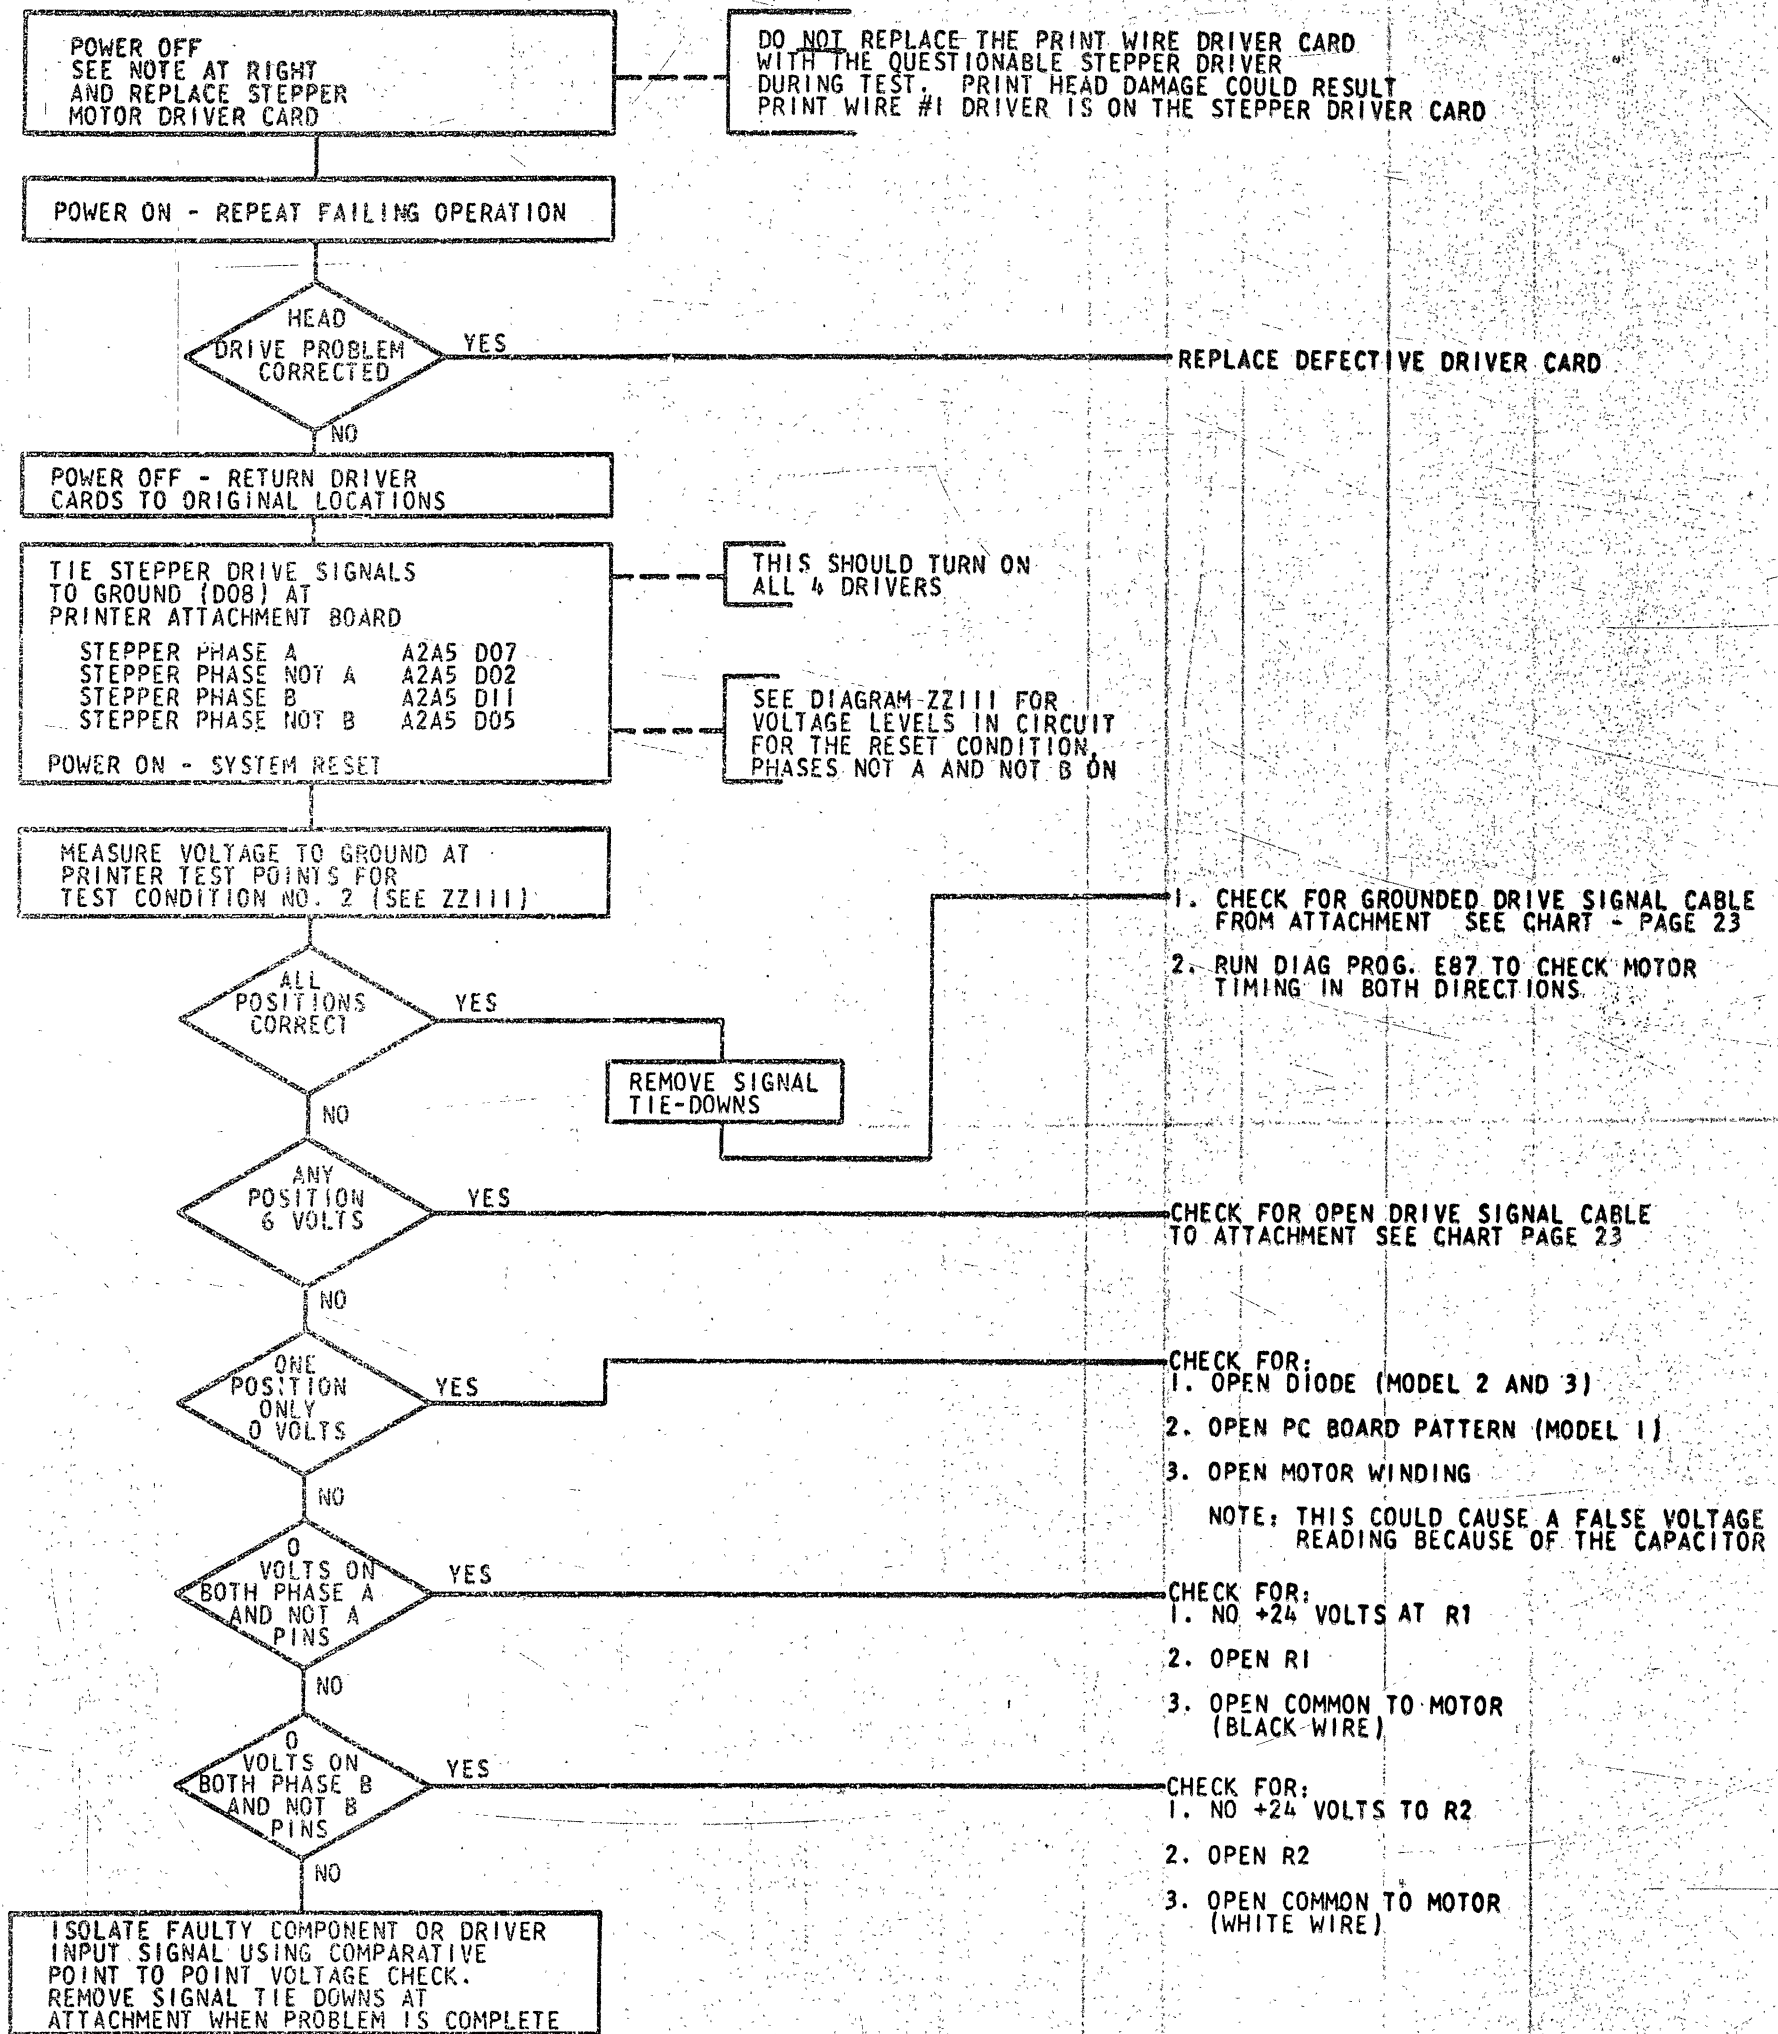 POWER OFF
SEE NOTE AT RIGHT
AND REPLACE STEPPER
MOTOR DRIVER CARD
DO NOT REPLACE THE PRINT WIRE DRIVER CARD
WITH THE QUESTIONABLE STEPPER DRIVER
DURING TEST. PRINT HEAD DAMAGE COULD RESULT
PRINT WIRE #1 DRIVER IS ON THE STEPPER DRIVER CARD
POWER ON - REPEAT FAILING OPERATION
HEAD
DRIVE PROBLEM
CORRECTED
YES
REPLACE DEFECTIVE DRIVER CARD
NO
POWER OFF - RETURN DRIVER
CARDS TO ORIGINAL LOCATIONS
TIE STEPPER DRIVE SIGNALS
TO GROUND (D08) AT
PRINTER ATTACHMENT BOARD
STEPPER PHASE A A2A5 D07
STEPPER PHASE NOT A A2A5 D02
STEPPER PHASE B A2A5 D11
STEPPER PHASE NOT B A2A5 D05
POWER ON - SYSTEM RESET
THIS SHOULD TURN ON
ALL 4 DRIVERS
SEE DIAGRAM ZZ111 FOR
VOLTAGE LEVELS IN CIRCUIT
FOR THE RESET CONDITION,
PHASES NOT A AND NOT B ON
MEASURE VOLTAGE TO GROUND AT
PRINTER TEST POINTS FOR
TEST CONDITION NO. 2 (SEE ZZ111)
ALL
POSITIONS
CORRECT
YES
REMOVE SIGNAL
TIE-DOWNS
1. CHECK FOR GROUNDED DRIVE SIGNAL CABLE
FROM ATTACHMENT SEE CHART - PAGE 23
2. RUN DIAG PROG. E87 TO CHECK MOTOR
TIMING IN BOTH DIRECTIONS
NO
ANY
POSITION
6 VOLTS
YES
CHECK FOR OPEN DRIVE SIGNAL CABLE
TO ATTACHMENT SEE CHART PAGE 23
NO
ONE
POSITION
ONLY
0 VOLTS
YES
CHECK FOR:
1. OPEN DIODE (MODEL 2 AND 3)
2. OPEN PC BOARD PATTERN (MODEL 1)
3. OPEN MOTOR WINDING
NOTE: THIS COULD CAUSE A FALSE VOLTAGE
READING BECAUSE OF THE CAPACITOR
NO
0
VOLTS ON
BOTH PHASE A
AND NOT A
PINS
YES
CHECK FOR:
1. NO +24 VOLTS AT R1
2. OPEN R1
3. OPEN COMMON TO MOTOR
(BLACK WIRE)
NO
0
VOLTS ON
BOTH PHASE B
AND NOT B
PINS
YES
CHECK FOR:
1. NO +24 VOLTS TO R2
2. OPEN R2
3. OPEN COMMON TO MOTOR
(WHITE WIRE)
NO
ISOLATE FAULTY COMPONENT OR DRIVER
INPUT SIGNAL USING COMPARATIVE
POINT TO POINT VOLTAGE CHECK.
REMOVE SIGNAL TIE DOWNS AT
ATTACHMENT WHEN PROBLEM IS COMPLETE